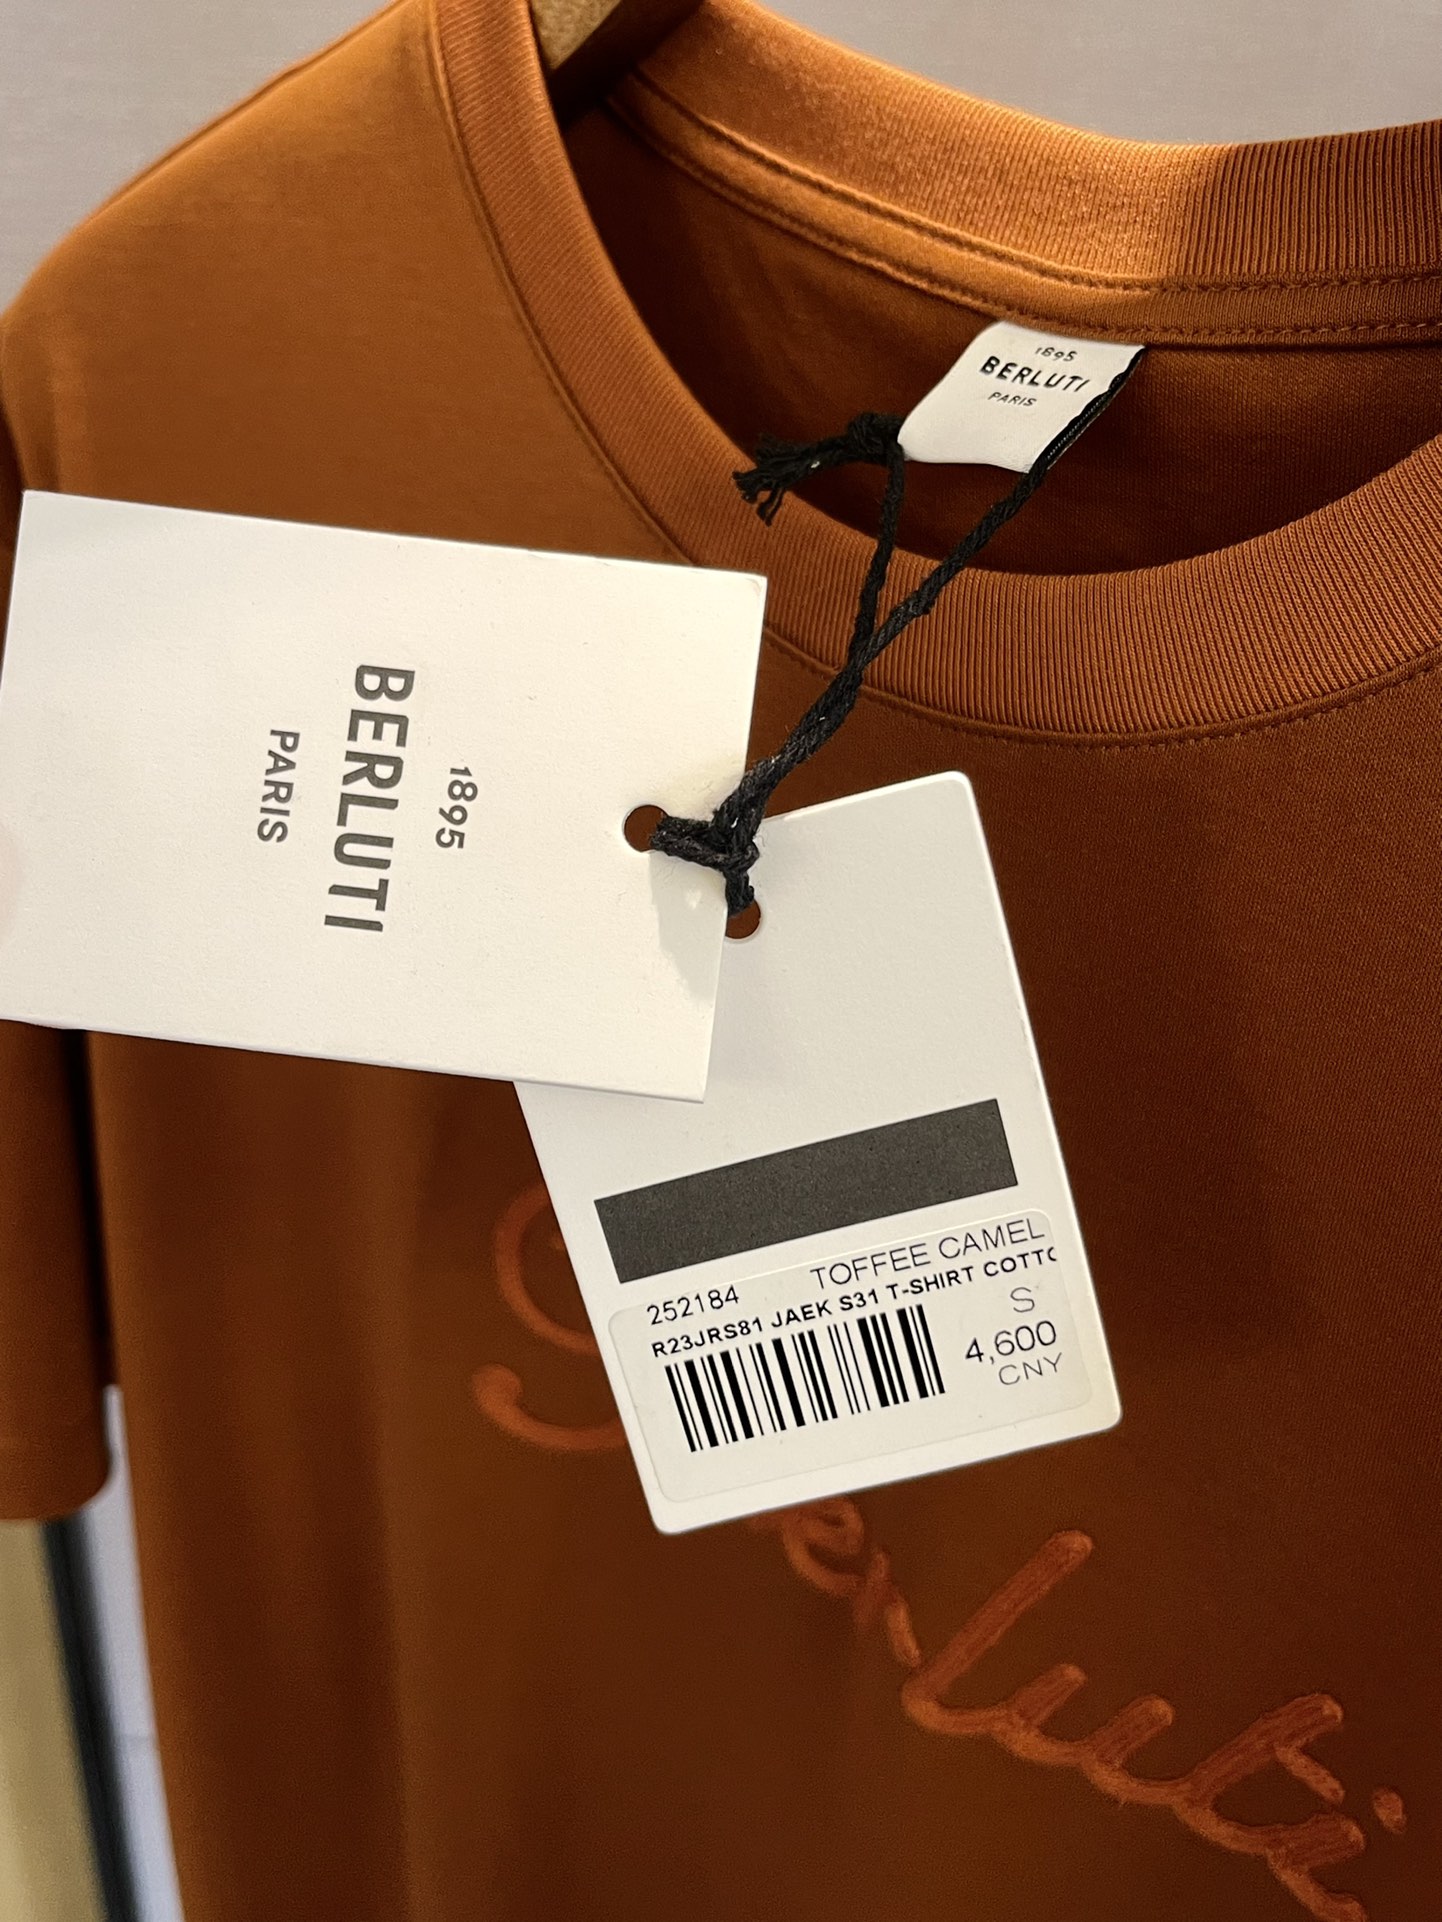 1895
BERLUTI
PARIS
1895
BERLUTI
PARIS
TOFFEE CAMEL
252184
R23JRS81 JAEK S31 T-SHIRT COTTO
S
4,600
CNY